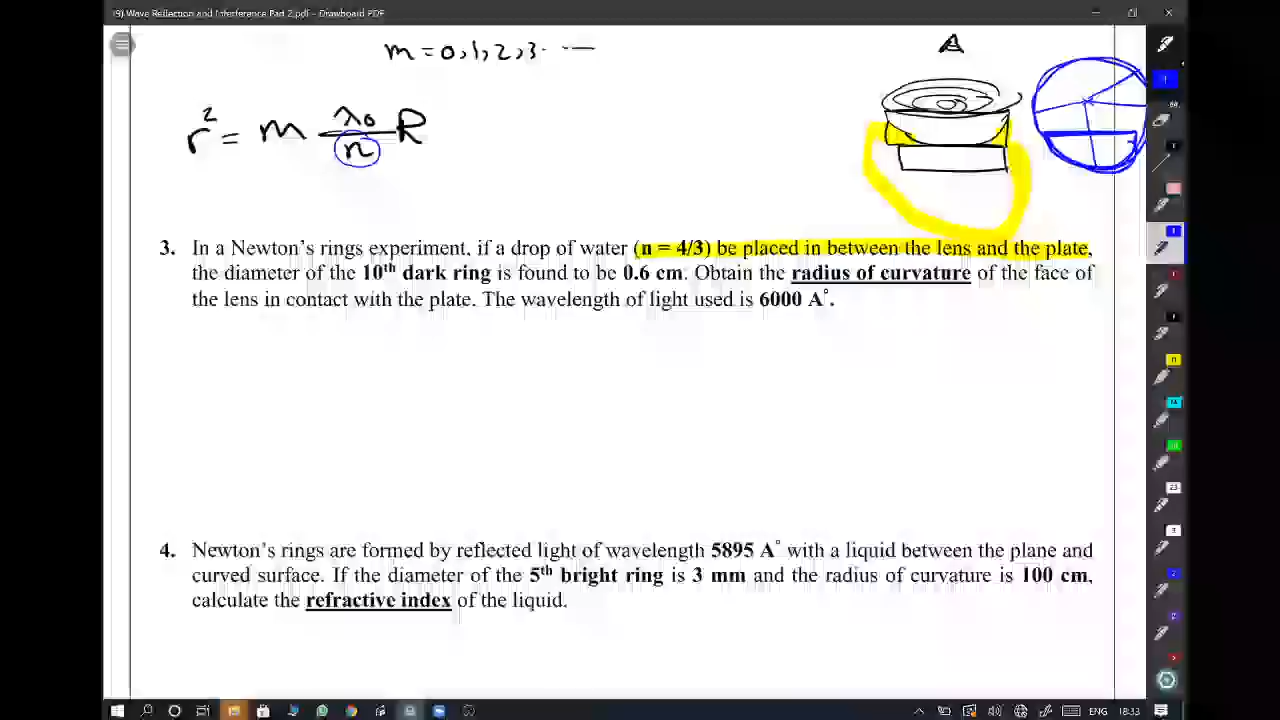 (9) Wave Reflection and Interference Part 2.pdf - Drawboard PDF
m = 0, 1, 2, 3 . —
A
r² = m λ₀/n R
3. In a Newton's rings experiment, if a drop of water (n = 4/3) be placed in between the lens and the plate,
the diameter of the 10th dark ring is found to be 0.6 cm. Obtain the radius of curvature of the face of
the lens in contact with the plate. The wavelength of light used is 6000 A°.
4. Newton's rings are formed by reflected light of wavelength 5895 A° with a liquid between the plane and
curved surface. If the diameter of the 5th bright ring is 3 mm and the radius of curvature is 100 cm,
calculate the refractive index of the liquid.
ENG 18:33